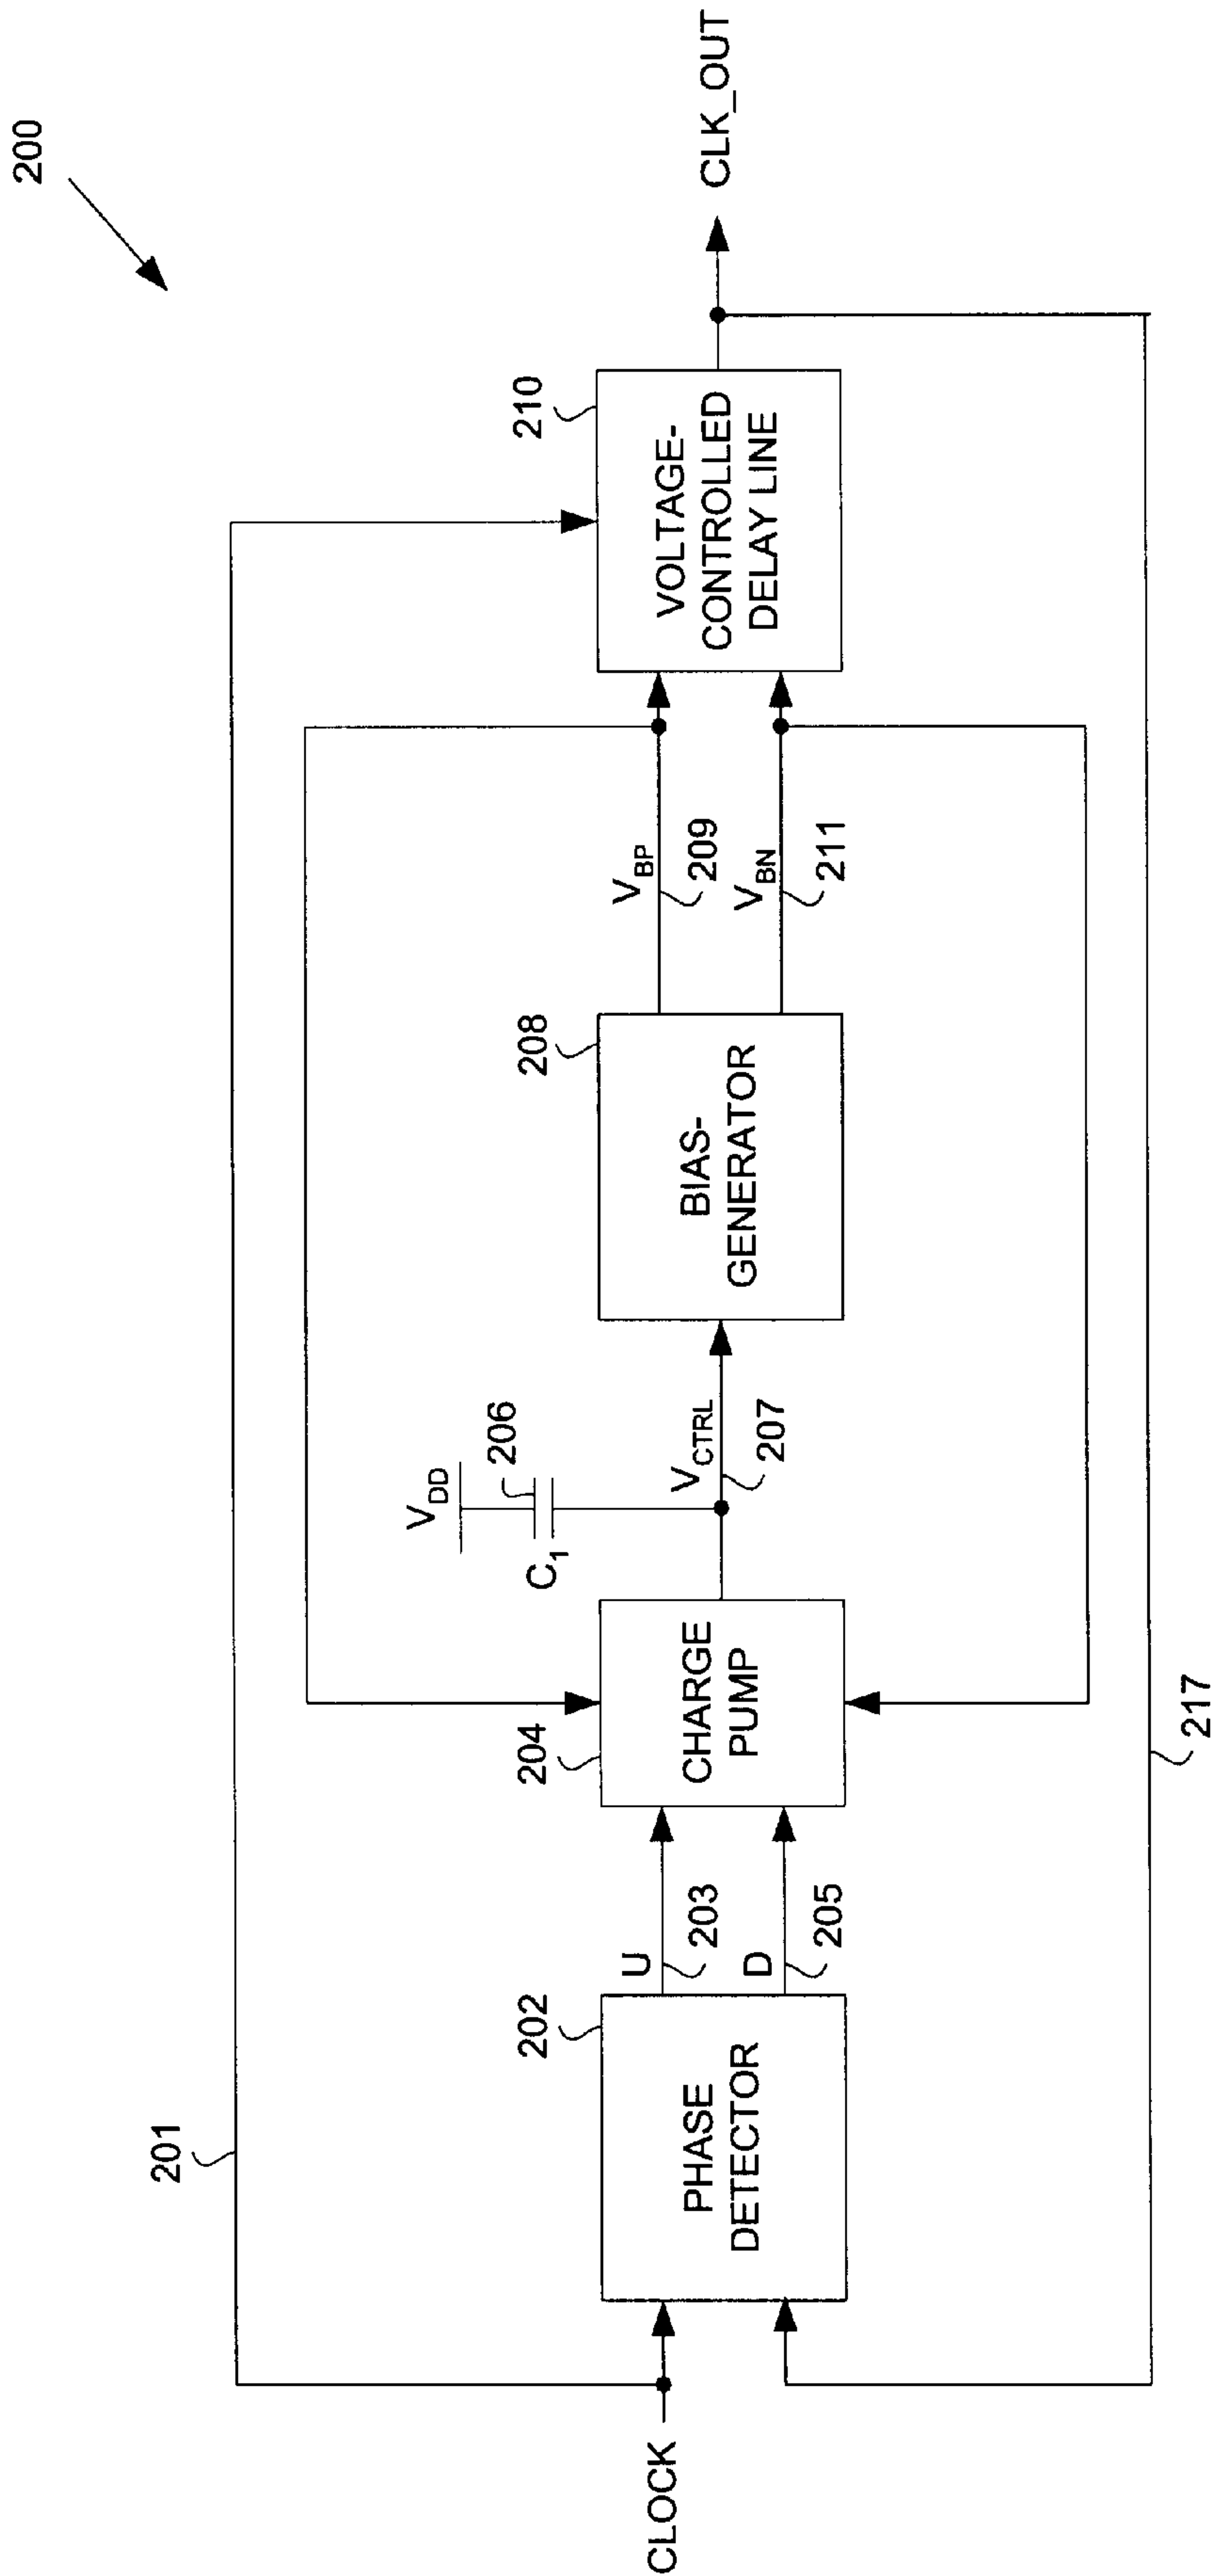 200
201
CLOCK
PHASE
DETECTOR
202
U
203
D
205
CHARGE
PUMP
204
V_DD
C_1
206
V_CTRL
207
BIAS-
GENERATOR
208
V_BP
209
V_BN
211
VOLTAGE-
CONTROLLED
DELAY LINE
210
CLK_OUT
217